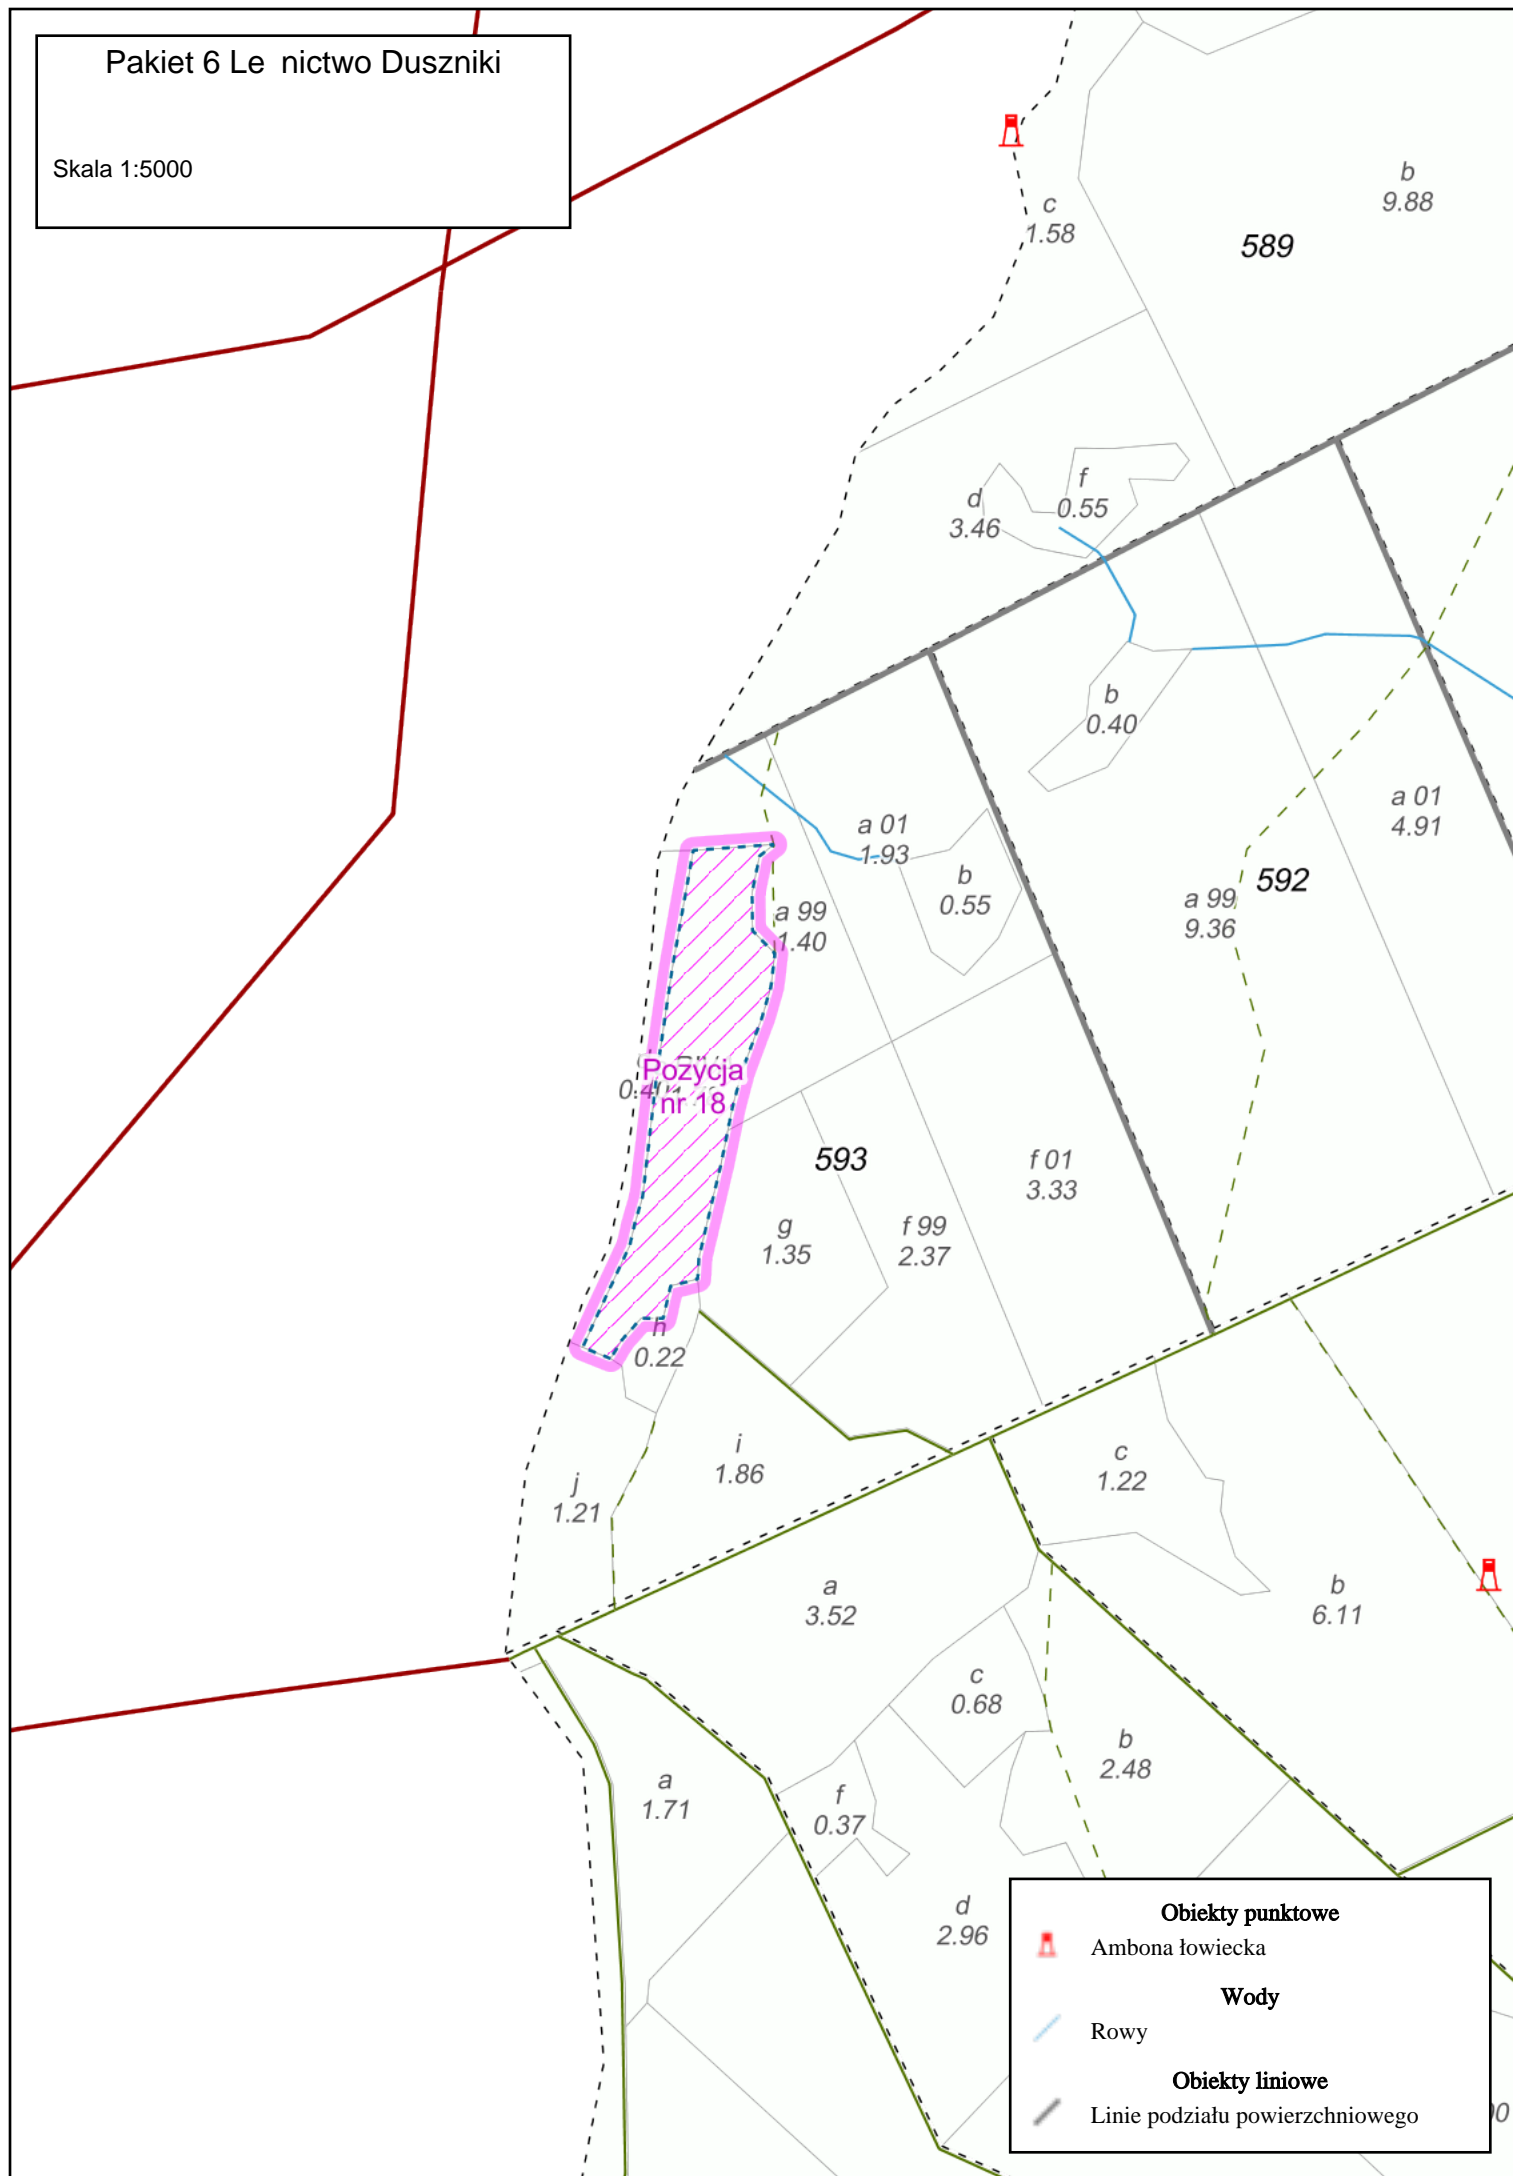 Pakiet 6 Le nictwo Duszniki
Skala 1:5000
b
9.88
c
1.58
589
f
0.55
d
3.46
b
0.40
a 01
4.91
a 01
1.93
b
0.55
592
a 99
9.36
a 99
1.40
Pozycja
nr 18
593
f 01
3.33
g
1.35
f 99
2.37
h
0.22
i
1.86
j
1.21
c
1.22
a
3.52
b
6.11
c
0.68
b
2.48
a
1.71
f
0.37
d
2.96
Obiekty punktowe
Ambona łowiecka
Wody
Rowy
Obiekty liniowe
Linie podziału powierzchniowego